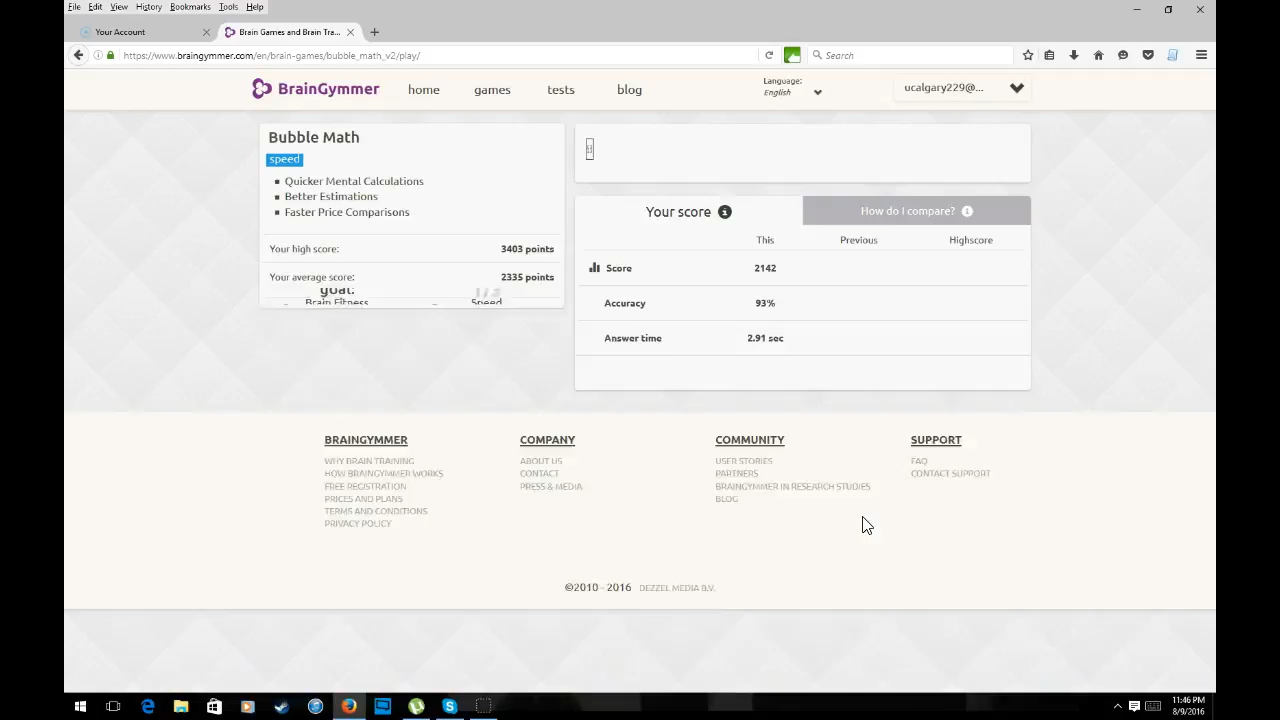 File Edit View History Bookmarks Tools Help
Your Account
Brain Games and Brain Tra...
https://www.braingymmer.com/en/brain-games/bubble_math_v2/play/
Search
BrainGymmer
home games tests blog
Language:
English
ucalgary229@...
Bubble Math
speed
Quicker Mental Calculations
Better Estimations
Faster Price Comparisons
Your high score: 3403 points
Your average score: 2335 points
goal:
Brain Fitness Speed
Your score
How do I compare?
This Previous Highscore
Score 2142
Accuracy 93%
Answer time 2.91 sec
BRAINGYMMER
WHY BRAIN TRAINING
HOW BRAINGYMMER WORKS
FREE REGISTRATION
PRICES AND PLANS
TERMS AND CONDITIONS
PRIVACY POLICY
COMPANY
ABOUT US
CONTACT
PRESS & MEDIA
COMMUNITY
USER STORIES
PARTNERS
BRAINGYMMER IN RESEARCH STUDIES
BLOG
SUPPORT
FAQ
CONTACT SUPPORT
©2010 - 2016 DEZZEL MEDIA B.V.
11:46 PM
8/9/2016